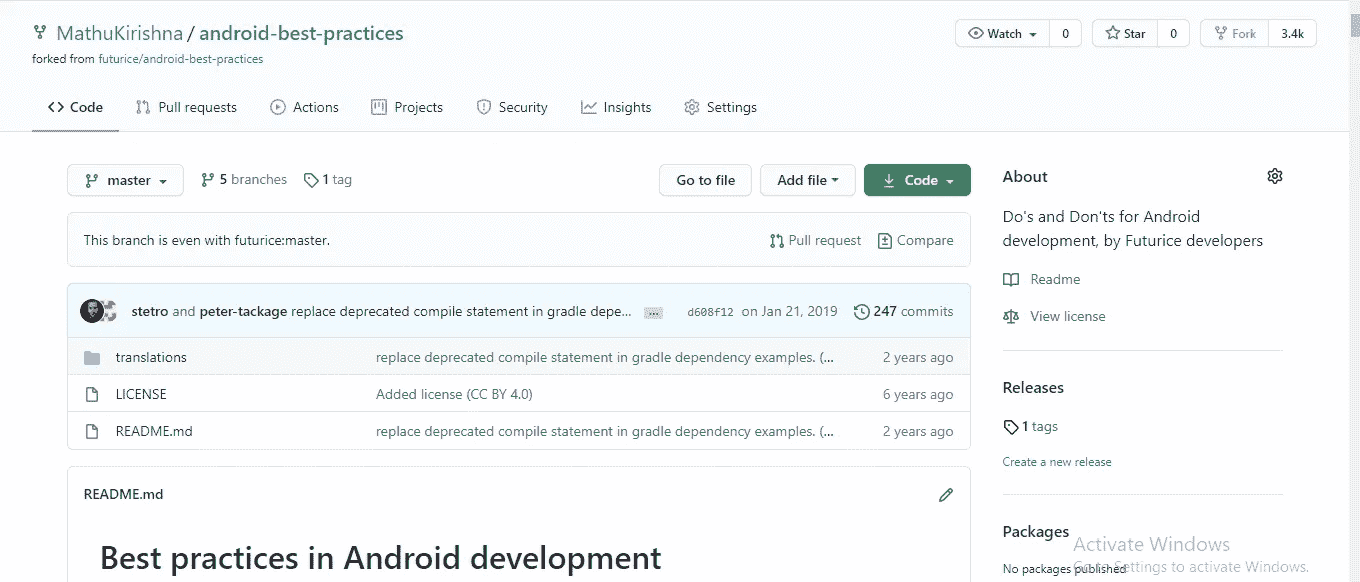 MathuKirishna / android-best-practices
Watch 0 Star 0 Fork 3.4k
forked from futurice/android-best-practices
Code Pull requests Actions Projects Security Insights Settings
master 5 branches 1 tag Go to file Add file Code
About
Do's and Don'ts for Android
development, by Futurice developers
Readme
View license
This branch is even with futurice:master. Pull request Compare
stetro and peter-tackage replace deprecated compile statement in gradle depe... ... d608f12 on Jan 21, 2019 247 commits
translations replace deprecated compile statement in gradle dependency examples. (... 2 years ago
LICENSE Added license (CC BY 4.0) 6 years ago
README.md replace deprecated compile statement in gradle dependency examples. (... 2 years ago
Releases
1 tags
Create a new release
README.md
Best practices in Android development
Packages
No packages published
Activate Windows
Go to Settings to activate Windows.